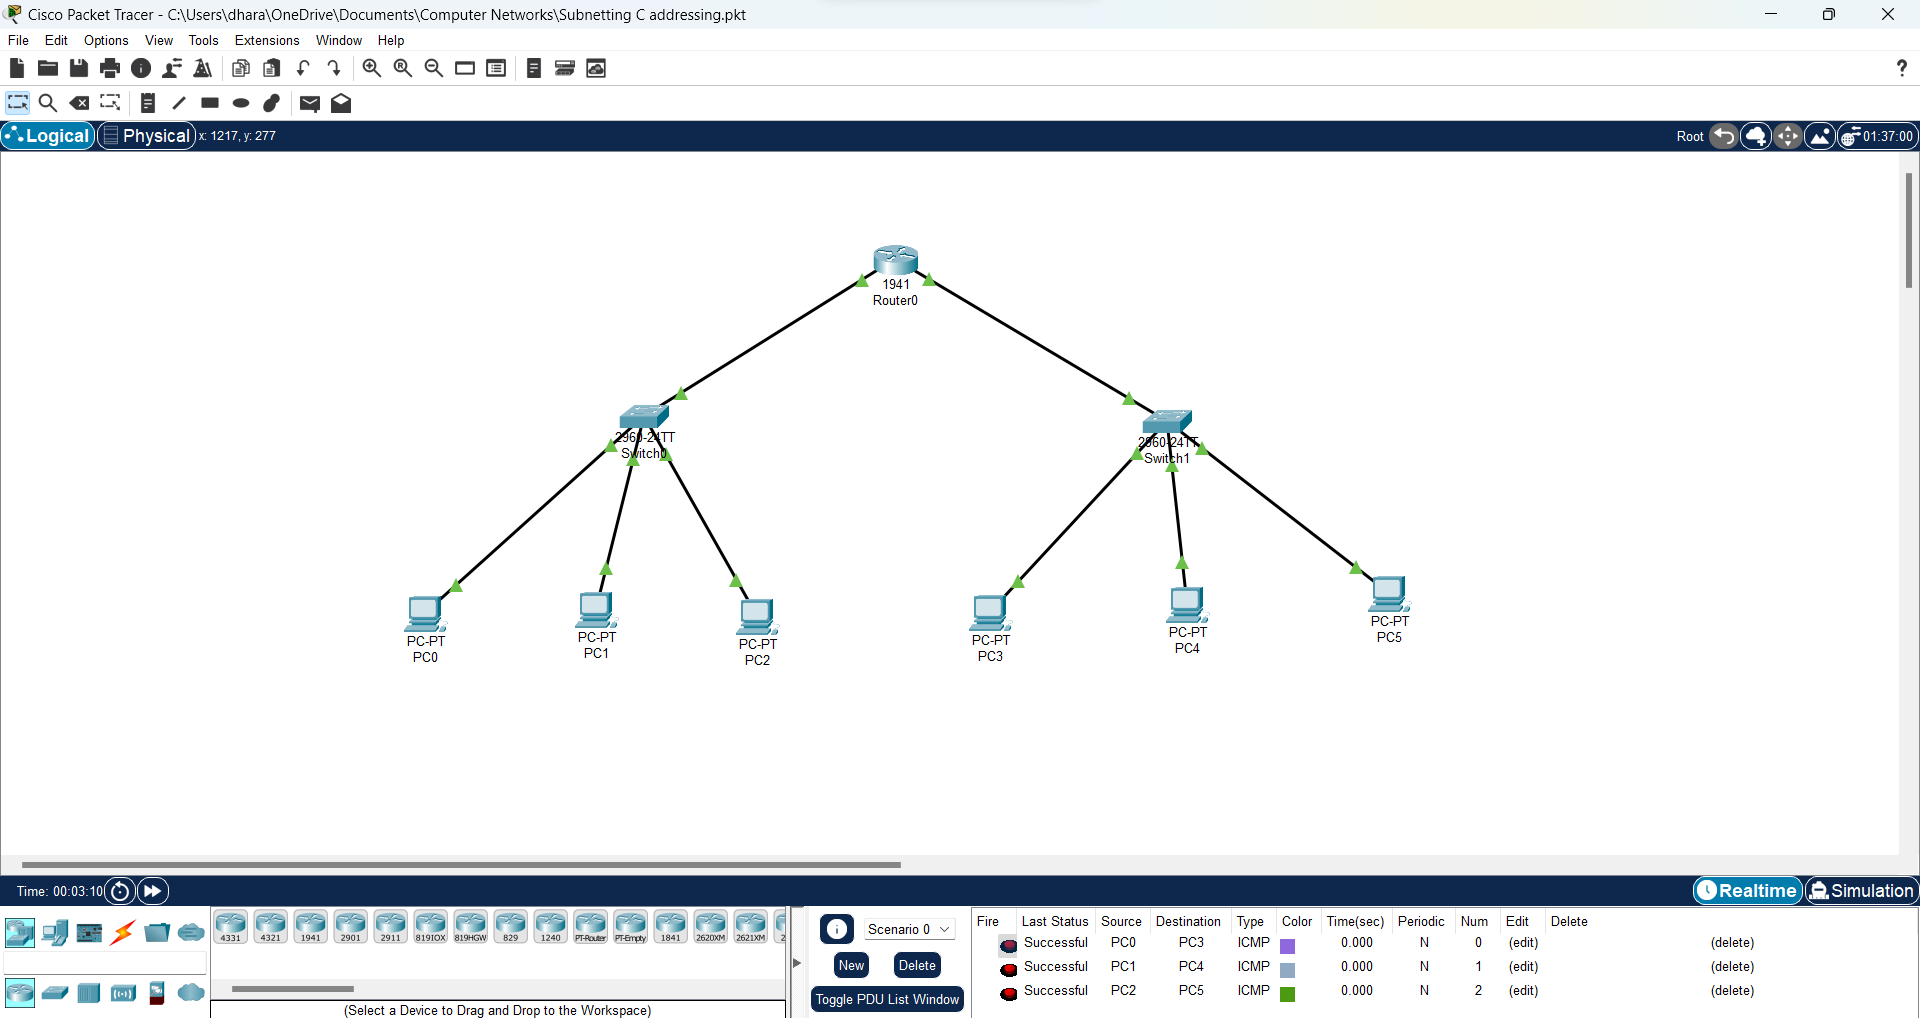 Cisco Packet Tracer - C:\Users\dhara\OneDrive\Documents\Computer Networks\Subnetting C addressing.pkt
File Edit Options View Tools Extensions Window Help
?
Logical Physical x: 1217, y: 277 Root 01:37:00
1941
Router0
2960-24TT
Switch0
2960-24TT
Switch1
PC-PT
PC0
PC-PT
PC1
PC-PT
PC2
PC-PT
PC3
PC-PT
PC4
PC-PT
PC5
Time: 00:03:10 Realtime Simulation
4331 4321 1941 2901 2911 819IOX 819HGW 829 1240 PT-Router PT-Empty 1841 2620XM 2621XM 2
(Select a Device to Drag and Drop to the Workspace)
Scenario 0
New Delete
Toggle PDU List Window
Fire Last Status Source Destination Type Color Time(sec) Periodic Num Edit Delete
Successful PC0 PC3 ICMP 0.000 N 0 (edit) (delete)
Successful PC1 PC4 ICMP 0.000 N 1 (edit) (delete)
Successful PC2 PC5 ICMP 0.000 N 2 (edit) (delete)